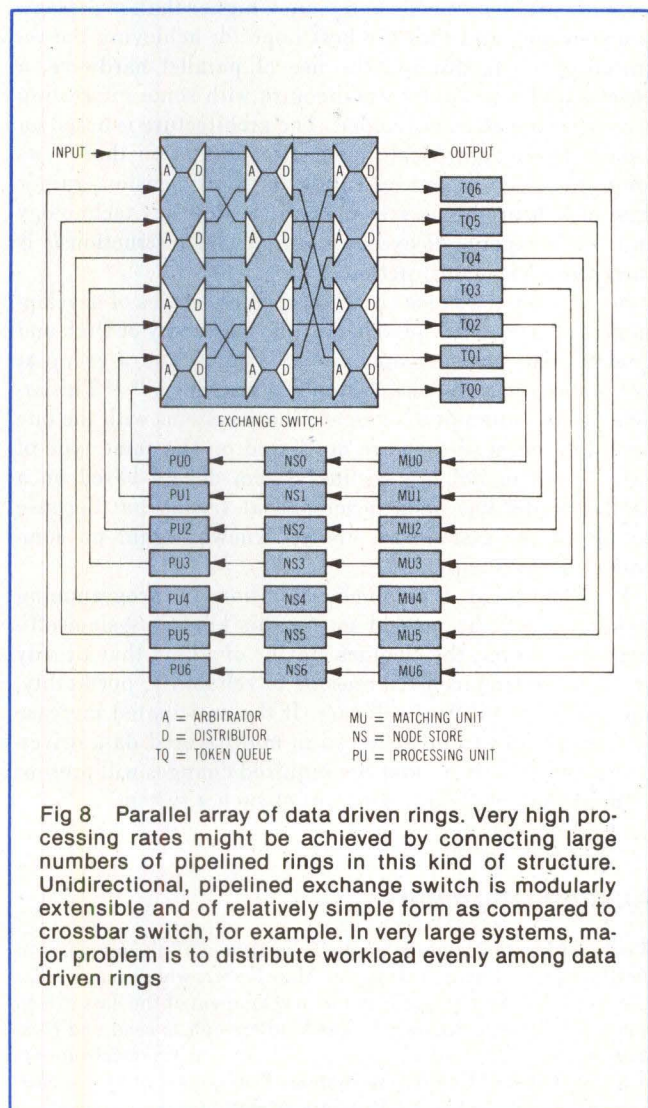 INPUT
OUTPUT
A D A D A D
TQ6
TQ5
A D A D A D
TQ4
TQ3
A D A D A D
TQ2
TQ1
A D A D A D
TQ0
EXCHANGE SWITCH
PU0 NS0 MU0
PU1 NS1 MU1
PU2 NS2 MU2
PU3 NS3 MU3
PU4 NS4 MU4
PU5 NS5 MU5
PU6 NS6 MU6
A = ARBITRATOR
D = DISTRIBUTOR
TQ = TOKEN QUEUE
MU = MATCHING UNIT
NS = NODE STORE
PU = PROCESSING UNIT
Fig 8 Parallel array of data driven rings. Very high pro-
cessing rates might be achieved by connecting large
numbers of pipelined rings in this kind of structure.
Unidirectional, pipelined exchange switch is modularly
extensible and of relatively simple form as compared to
crossbar switch, for example. In very large systems, ma-
jor problem is to distribute workload evenly among data
driven rings